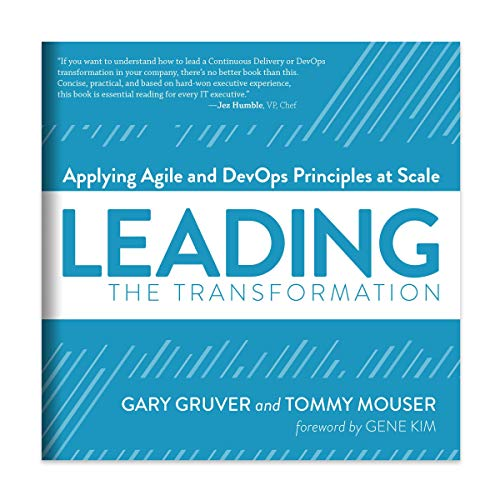 "If you want to understand how to lead a Continuous Delivery or DevOps
transformation in your company, there's no better book than this.
Concise, practical, and based on hard-won executive experience,
this book is essential reading for every IT executive."
—Jez Humble, VP, Chef
Applying Agile and DevOps Principles at Scale
LEADING
THE TRANSFORMATION
GARY GRUVER and TOMMY MOUSER
foreword by GENE KIM